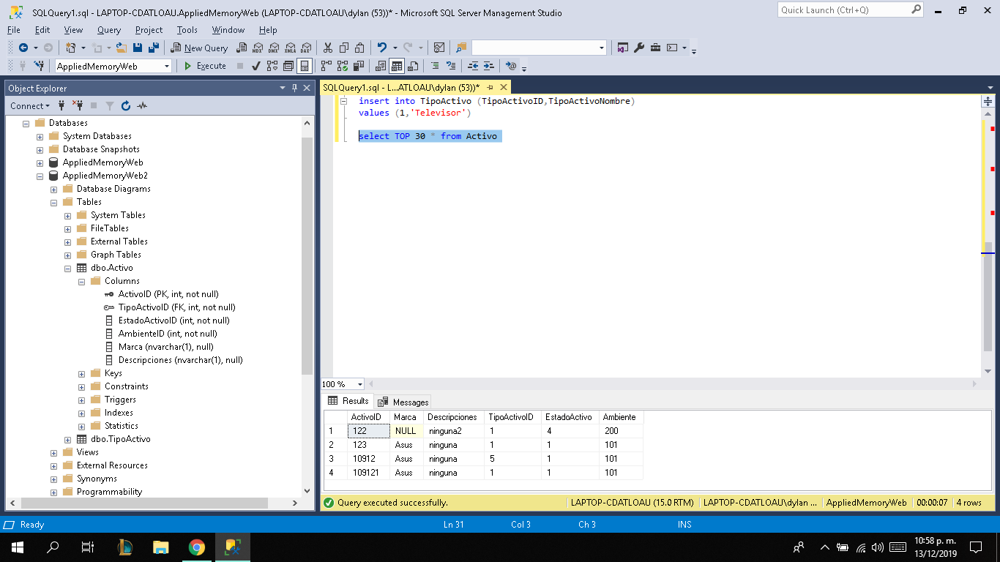 SQLQuery1.sql - LAPTOP-CDATLOAU.AppliedMemoryWeb (LAPTOP-CDATLOAU\dylan (53))* - Microsoft SQL Server Management Studio
Quick Launch (Ctrl+Q)
File Edit View Query Project Tools Window Help
New Query MDX DMX XMLA DAX
AppliedMemoryWeb Execute
Object Explorer
SQLQuery1.sql - L...ATLOAU\dylan (53))*
Connect
Databases
System Databases
Database Snapshots
AppliedMemoryWeb
AppliedMemoryWeb2
Database Diagrams
Tables
System Tables
FileTables
External Tables
Graph Tables
dbo.Activo
Columns
ActivoID (PK, int, not null)
TipoActivoID (FK, int, not null)
EstadoActivoID (int, not null)
AmbienteID (int, not null)
Marca (nvarchar(1), null)
Descripciones (nvarchar(1), null)
Keys
Constraints
Triggers
Indexes
Statistics
dbo.TipoActivo
Views
External Resources
Synonyms
Programmability
insert into TipoActivo (TipoActivoID,TipoActivoNombre)
values (1,'Televisor')
select TOP 30 * from Activo
100 %
Results Messages
ActivoID Marca Descripciones TipoActivoID EstadoActivo Ambiente
1 122 NULL ninguna2 1 4 200
2 123 Asus ninguna 1 1 101
3 10912 Asus ninguna 5 1 101
4 109121 Asus ninguna 1 1 101
Query executed successfully. LAPTOP-CDATLOAU (15.0 RTM) LAPTOP-CDATLOAU\dylan ... AppliedMemoryWeb 00:00:07 4 rows
Ready Ln 31 Col 3 Ch 3 INS
10:58 p. m.
13/12/2019